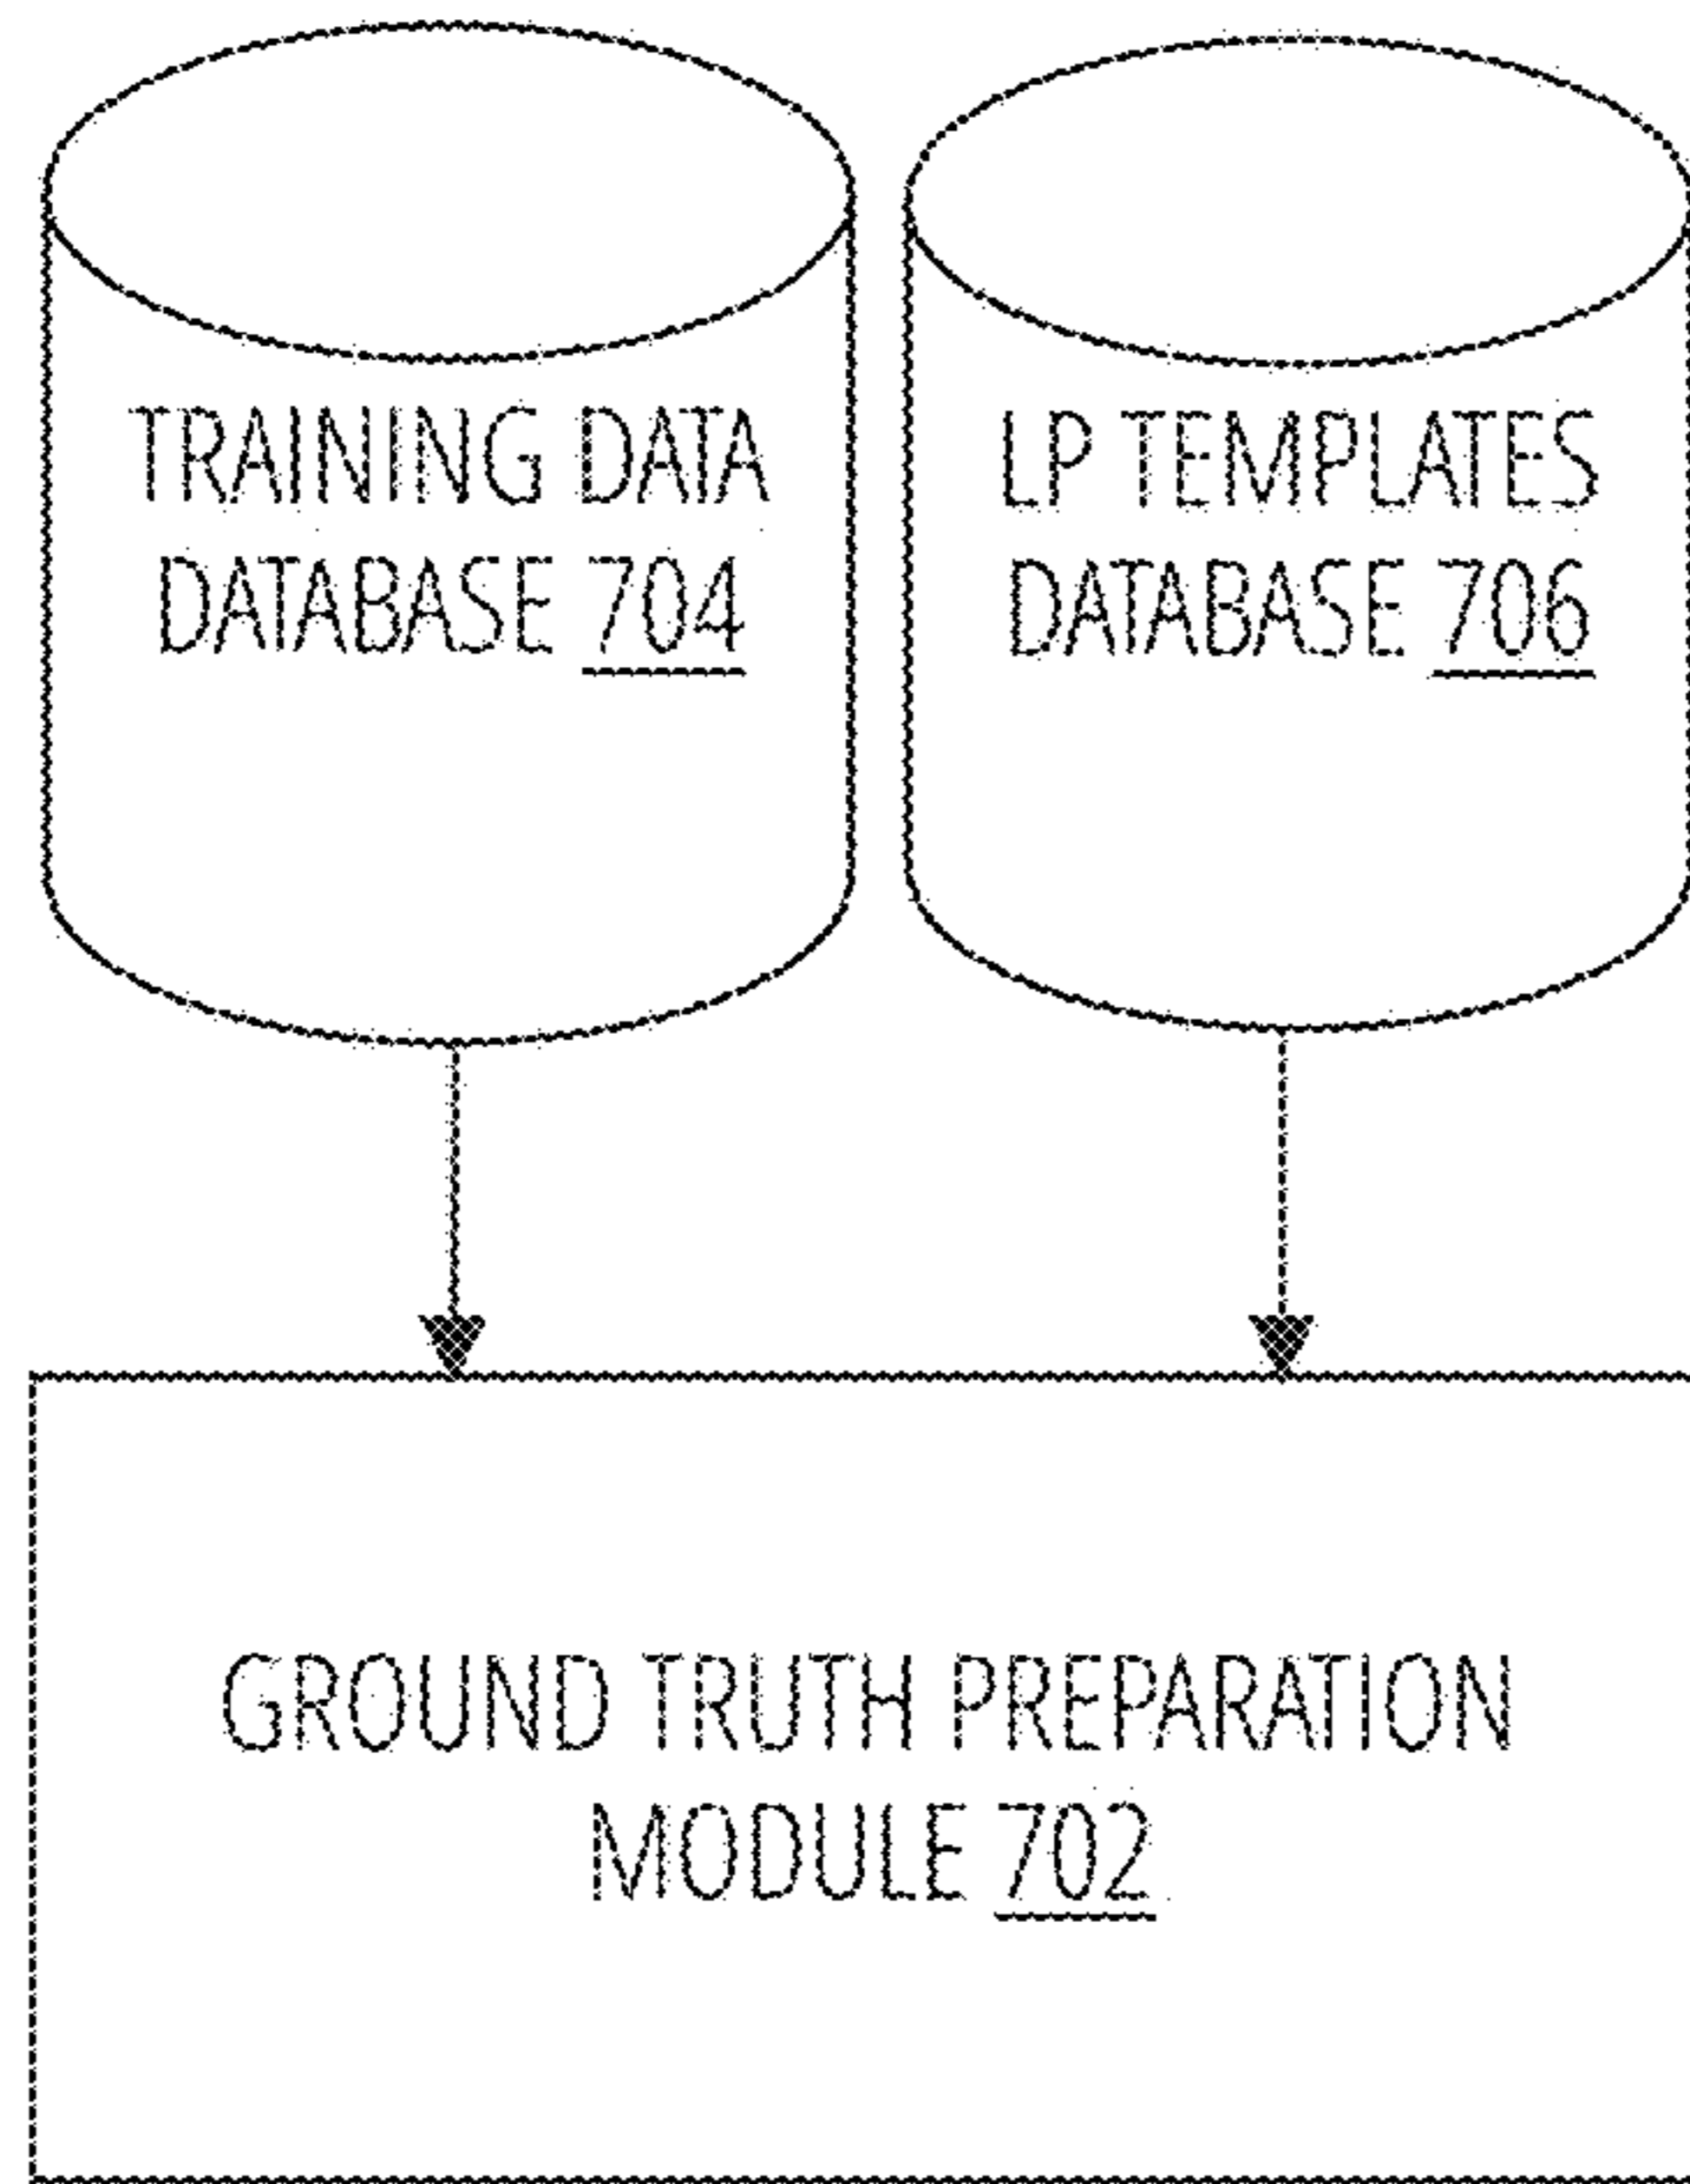 TRAINING DATA
DATABASE 704
LP TEMPLATES
DATABASE 706
GROUND TRUTH PREPARATION
MODULE 702